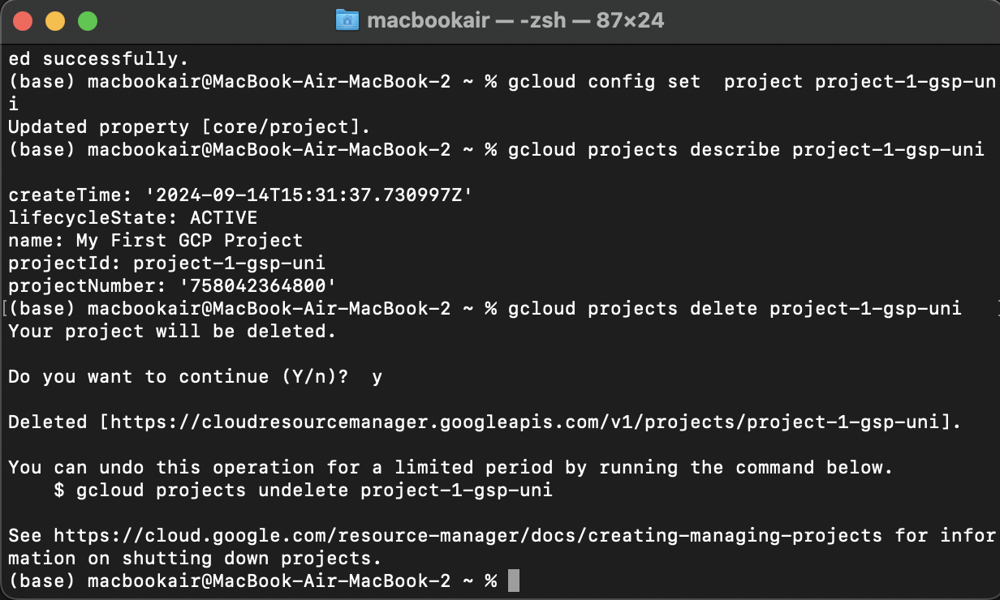 macbookair — -zsh — 87×24
ed successfully.
(base) macbookair@MacBook-Air-MacBook-2 ~ % gcloud config set  project project-1-gsp-un
i
Updated property [core/project].
(base) macbookair@MacBook-Air-MacBook-2 ~ % gcloud projects describe project-1-gsp-uni
createTime: '2024-09-14T15:31:37.730997Z'
lifecycleState: ACTIVE
name: My First GCP Project
projectId: project-1-gsp-uni
projectNumber: '758042364800'
[(base) macbookair@MacBook-Air-MacBook-2 ~ % gcloud projects delete project-1-gsp-uni ]
Your project will be deleted.
Do you want to continue (Y/n)?  y
Deleted [https://cloudresourcemanager.googleapis.com/v1/projects/project-1-gsp-uni].
You can undo this operation for a limited period by running the command below.
    $ gcloud projects undelete project-1-gsp-uni
See https://cloud.google.com/resource-manager/docs/creating-managing-projects for infor
mation on shutting down projects.
(base) macbookair@MacBook-Air-MacBook-2 ~ %